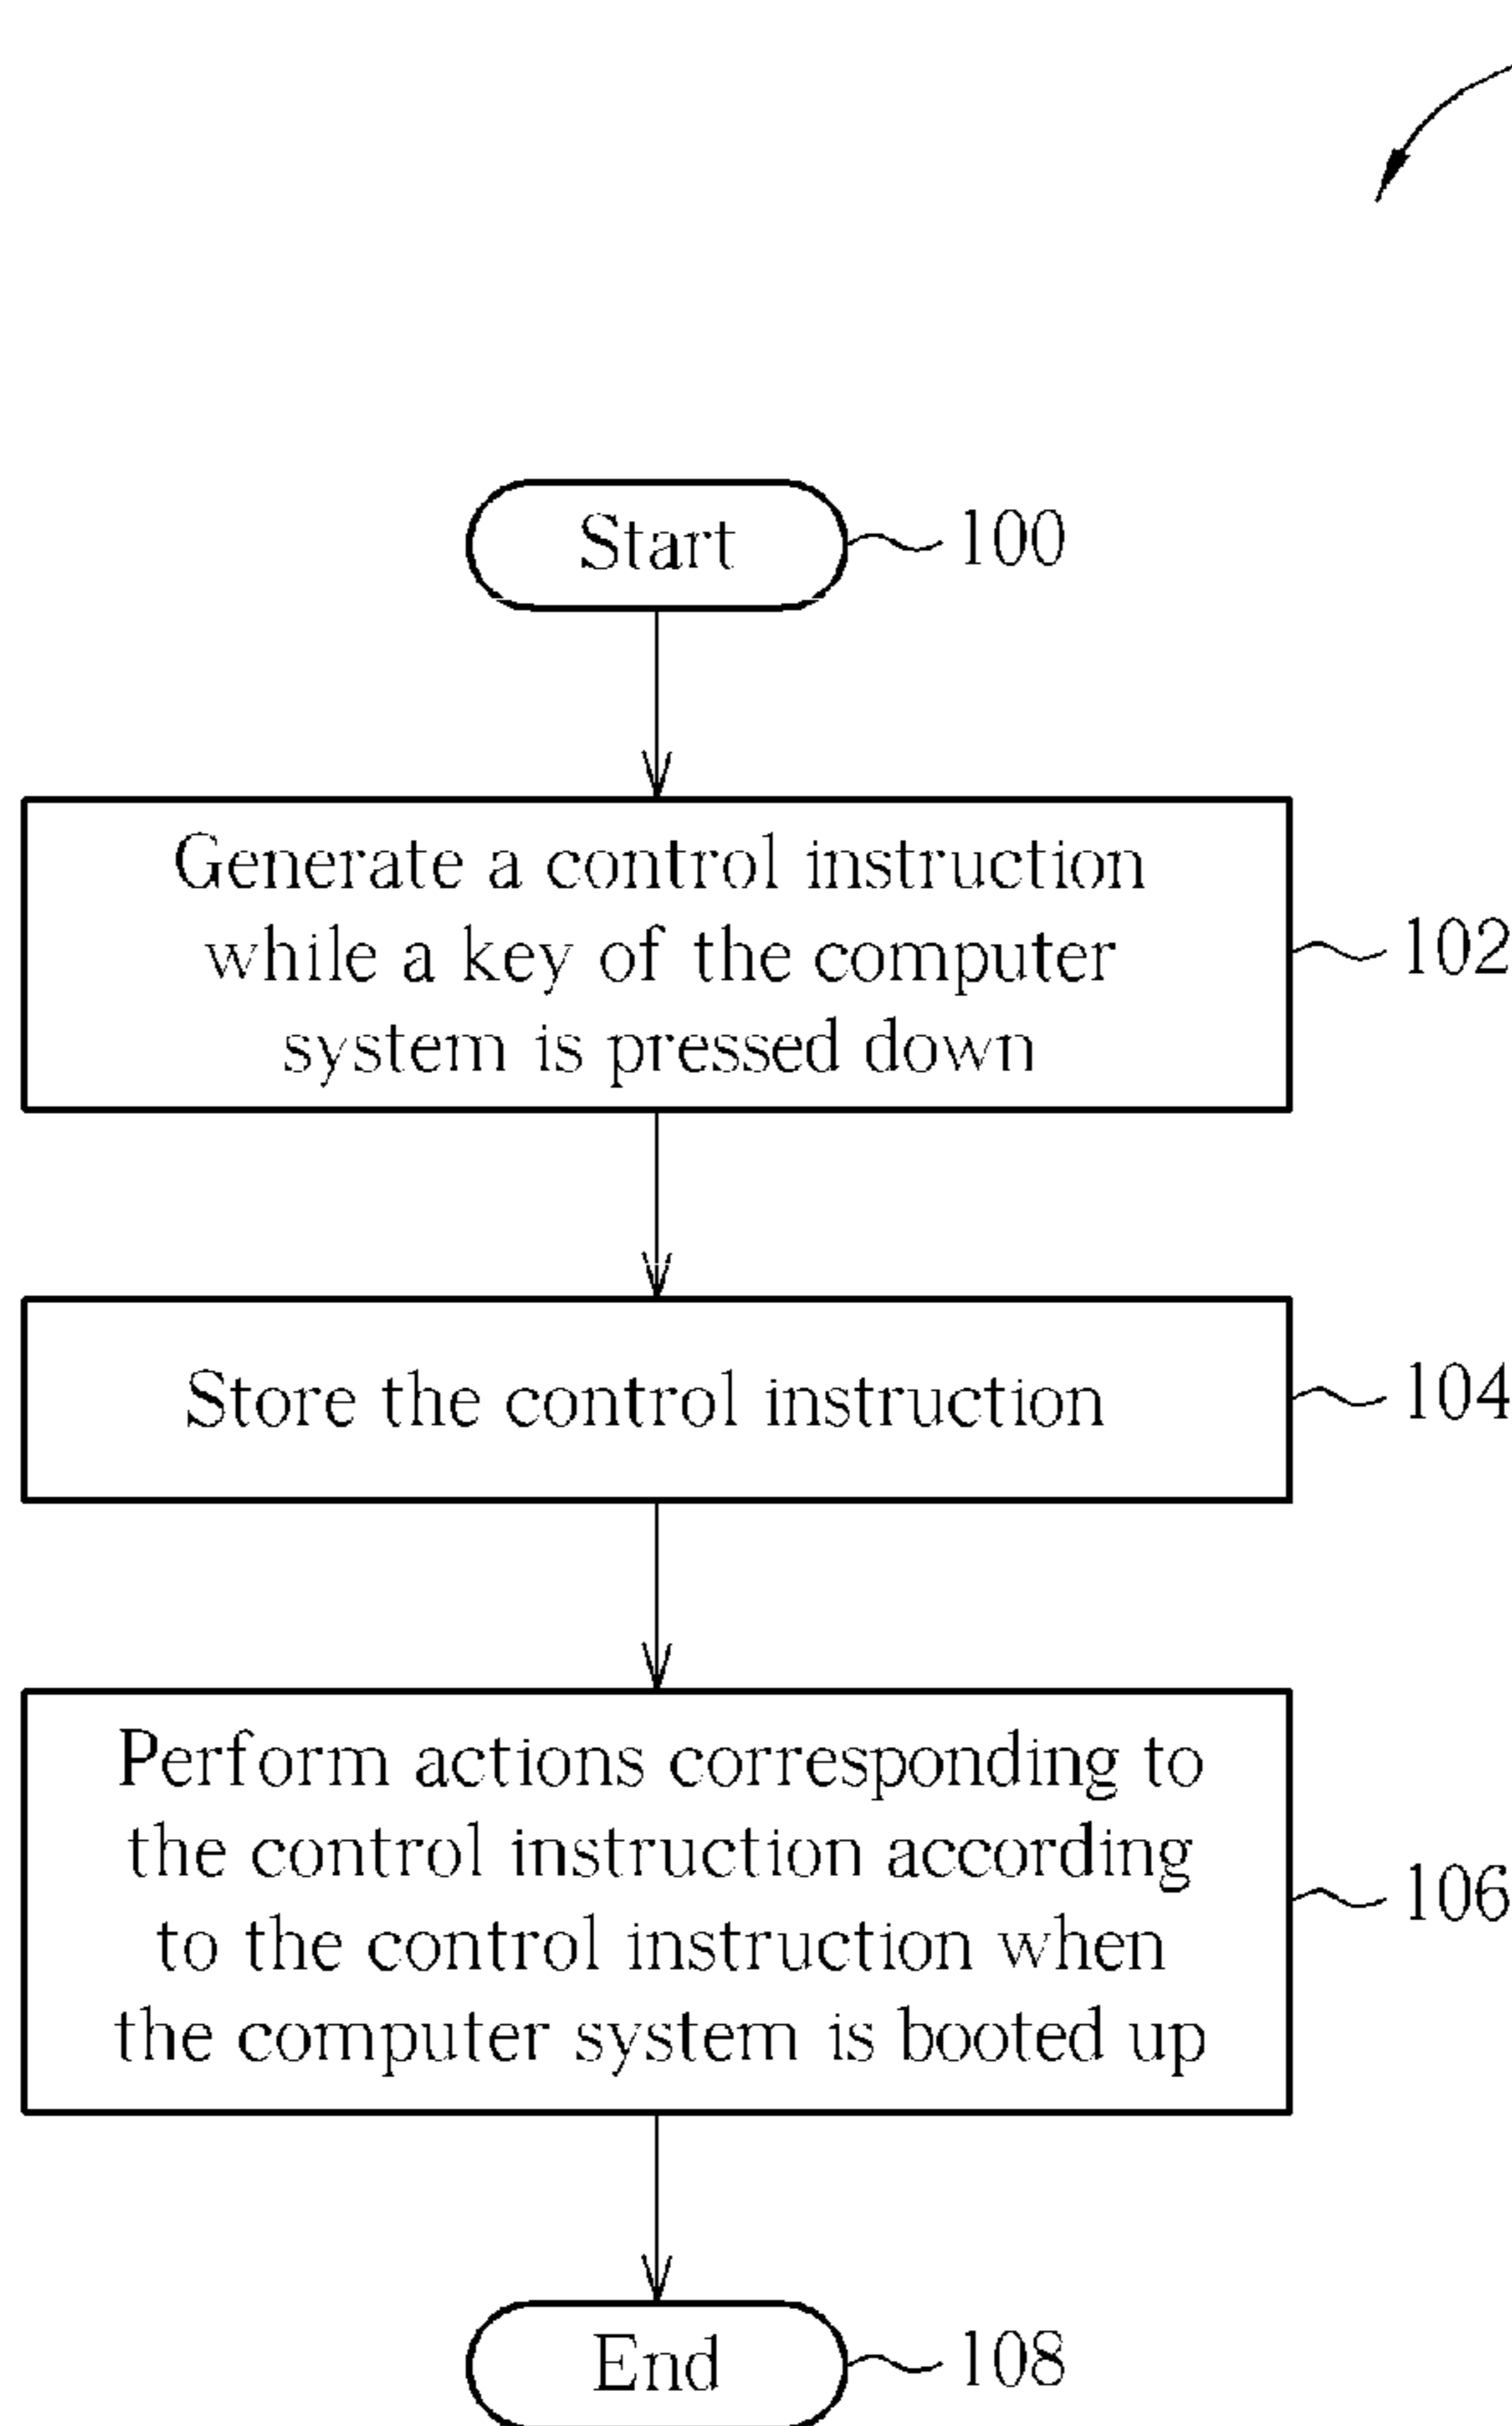 Start
100
Generate a control instruction
while a key of the computer
system is pressed down
102
Store the control instruction
104
Perform actions corresponding to
the control instruction according
to the control instruction when
the computer system is booted up
106
End
108